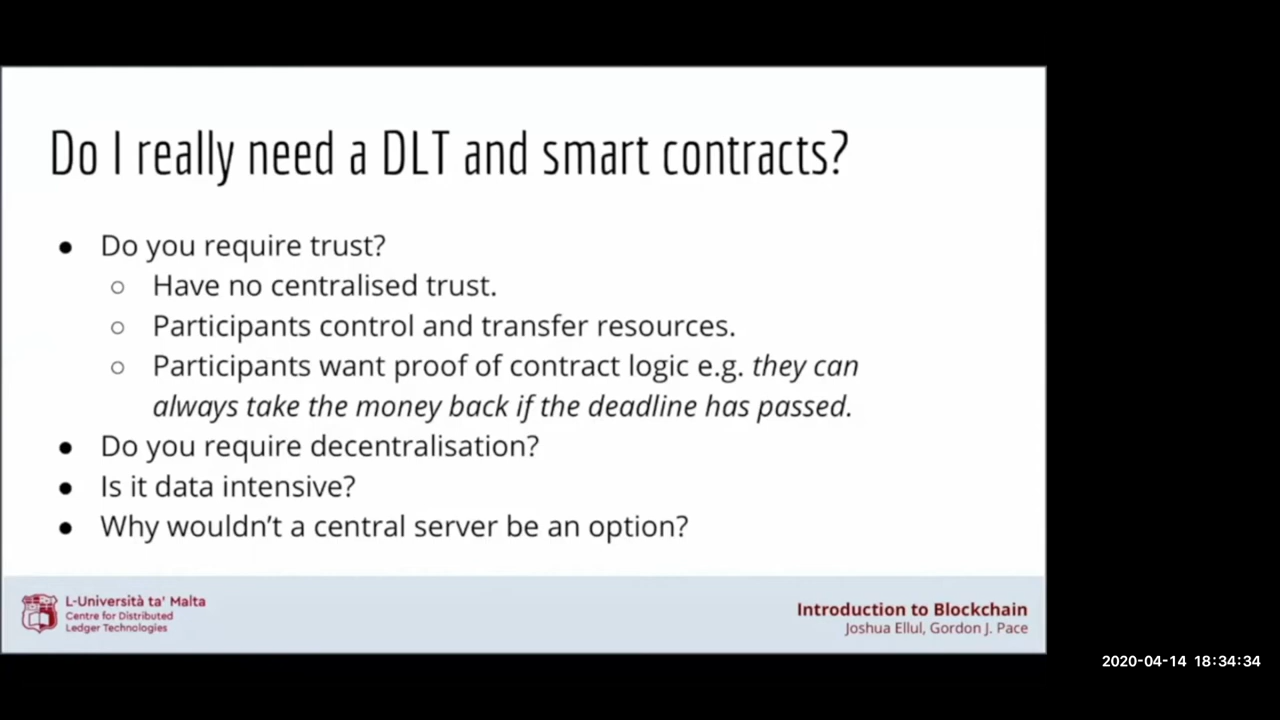 Do I really need a DLT and smart contracts?
● Do you require trust?
○ Have no centralised trust.
○ Participants control and transfer resources.
○ Participants want proof of contract logic e.g. they can
always take the money back if the deadline has passed.
● Do you require decentralisation?
● Is it data intensive?
● Why wouldn't a central server be an option?
L-Università ta' Malta
Centre for Distributed
Ledger Technologies
Introduction to Blockchain
Joshua Ellul, Gordon J. Pace
2020-04-14 18:34:34